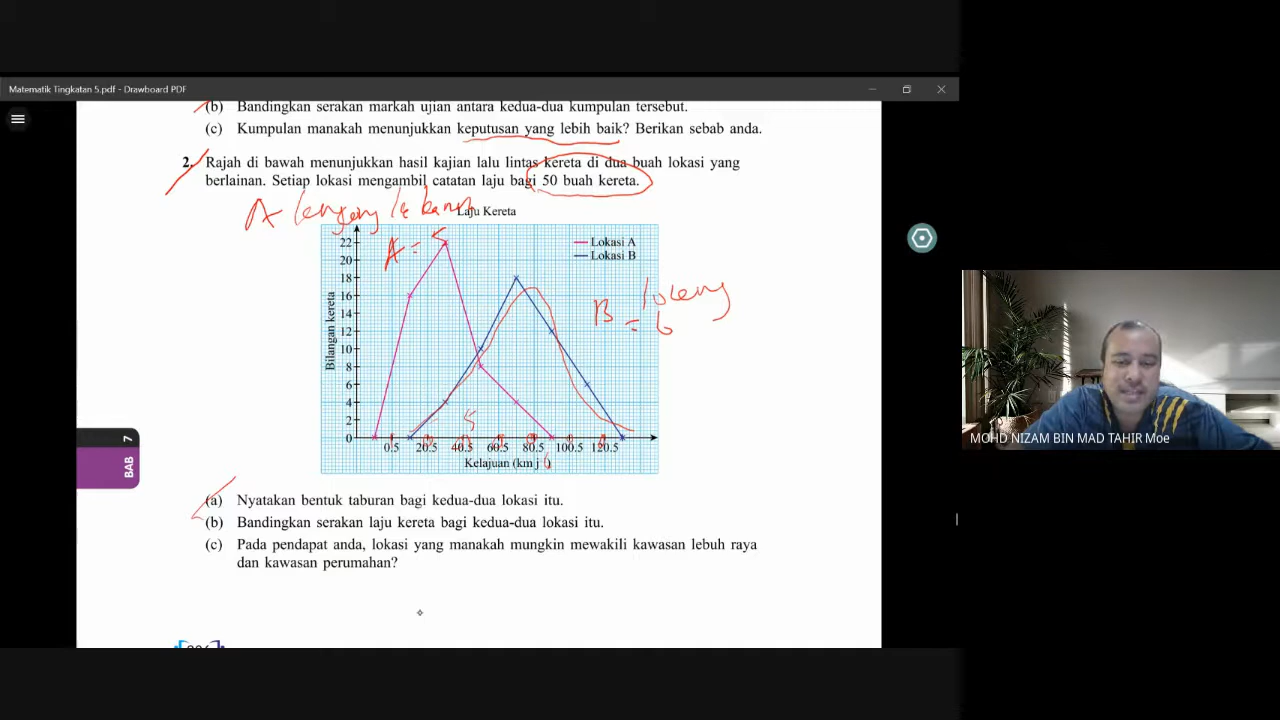 Matematik Tingkatan 5.pdf - Drawboard PDF
(b) Bandingkan serakan markah ujian antara kedua-dua kumpulan tersebut.
(c) Kumpulan manakah menunjukkan keputusan yang lebih baik? Berikan sebab anda.
2. Rajah di bawah menunjukkan hasil kajian lalu lintas kereta di dua buah lokasi yang
berlainan. Setiap lokasi mengambil catatan laju bagi 50 buah kereta.
A
Laju Kereta
A = 5
Lokasi A
Lokasi B
B = 6
loceng
Bilangan kereta
22
20
18
16
14
12
10
8
6
4
2
0
5
0.5 20.5 40.5 60.5 80.5 100.5 120.5
Kelajuan (km j
6
BAB 7
(a) Nyatakan bentuk taburan bagi kedua-dua lokasi itu.
(b) Bandingkan serakan laju kereta bagi kedua-dua lokasi itu.
(c) Pada pendapat anda, lokasi yang manakah mungkin mewakili kawasan lebuh raya
dan kawasan perumahan?
MOHD NIZAM BIN MAD TAHIR Moe